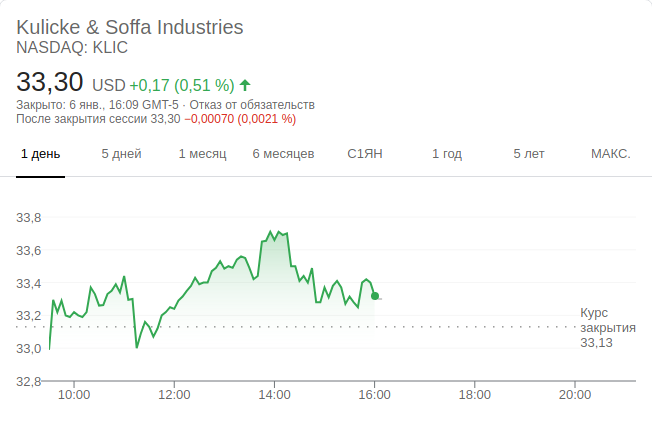 Kulicke & Soffa Industries
NASDAQ: KLIC
33,30 USD +0,17 (0,51 %) ↑
Закрыто: 6 янв., 16:09 GMT-5 · Отказ от обязательств
После закрытия сессии 33,30 −0,00070 (0,0021 %)
1 день 5 дней 1 месяц 6 месяцев С1ЯН 1 год 5 лет МАКС.
33,8
33,6
33,4
33,2
33,0
32,8
Курс
закрытия
33,13
10:00 12:00 14:00 16:00 18:00 20:00